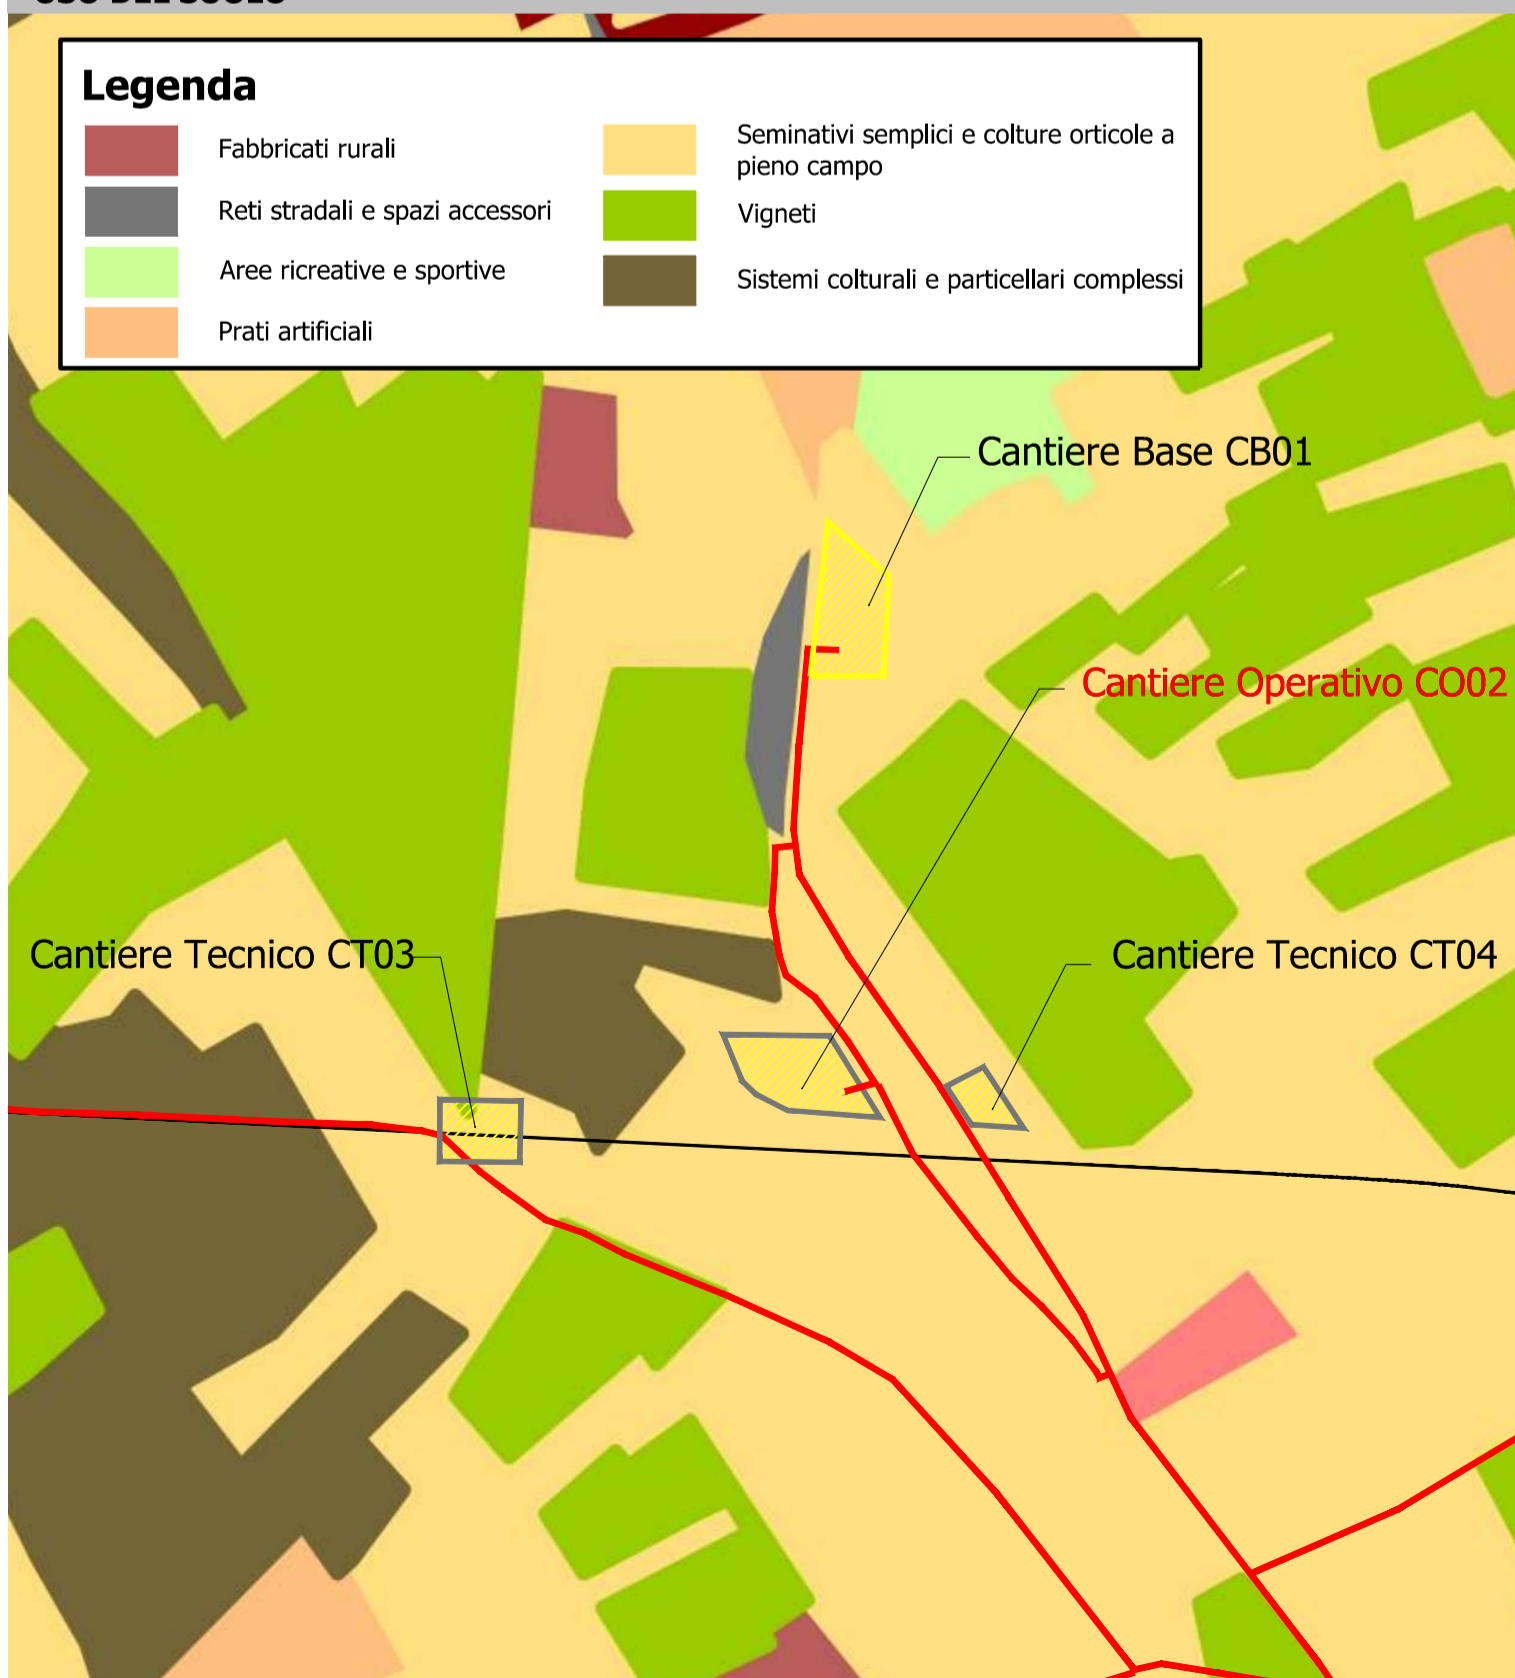 Legenda
Fabbricati rurali
Reti stradali e spazi accessori
Aree ricreative e sportive
Prati artificiali
Seminativi semplici e colture orticole a
pieno campo
Vigneti
Sistemi colturali e particellari complessi
Cantiere Base CB01
Cantiere Operativo CO02
Cantiere Tecnico CT03
Cantiere Tecnico CT04